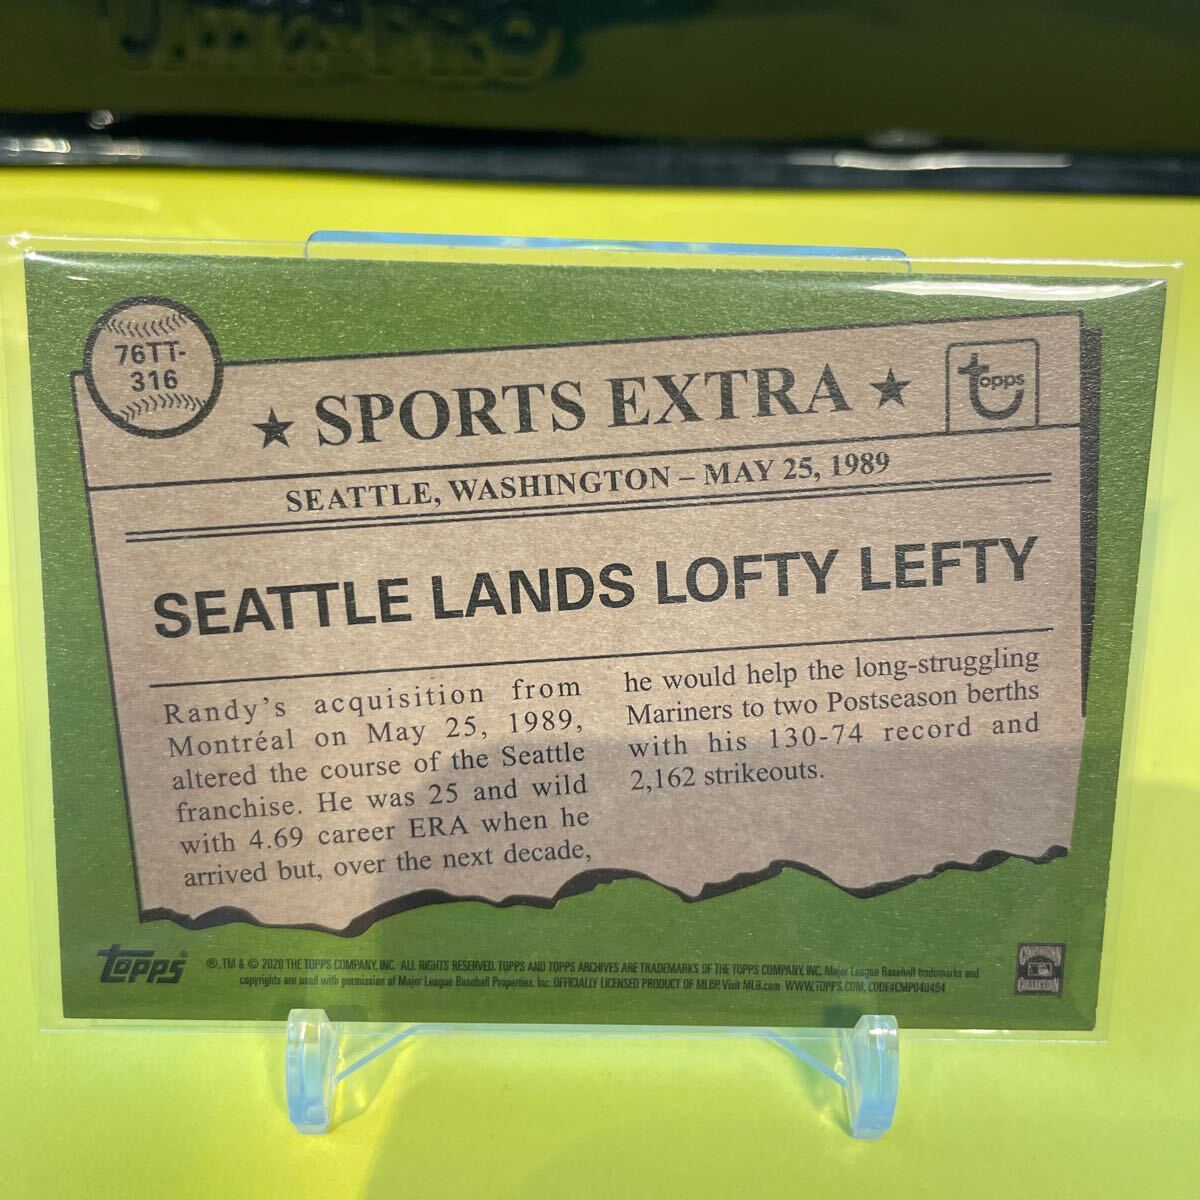 76TT-
316
★ SPORTS EXTRA ★
topps
SEATTLE, WASHINGTON – MAY 25, 1989
SEATTLE LANDS LOFTY LEFTY
Randy's acquisition from
Montréal on May 25, 1989,
altered the course of the Seattle
franchise. He was 25 and wild
with 4.69 career ERA when he
arrived but, over the next decade,
he would help the long-struggling
Mariners to two Postseason berths
with his 130-74 record and
2,162 strikeouts.
topps
®, TM & © 2020 THE TOPPS COMPANY, INC. ALL RIGHTS RESERVED. TOPPS AND TOPPS ARCHIVES ARE TRADEMARKS OF THE TOPPS COMPANY, INC. Major League Baseball trademarks and
copyrights are used with permission of Major League Baseball Properties, Inc. OFFICIALLY LICENSED PRODUCT OF MLBP. Visit MLB.com WWW.TOPPS.COM. CODE#CMP040494
COOPERSTOWN
COLLECTION